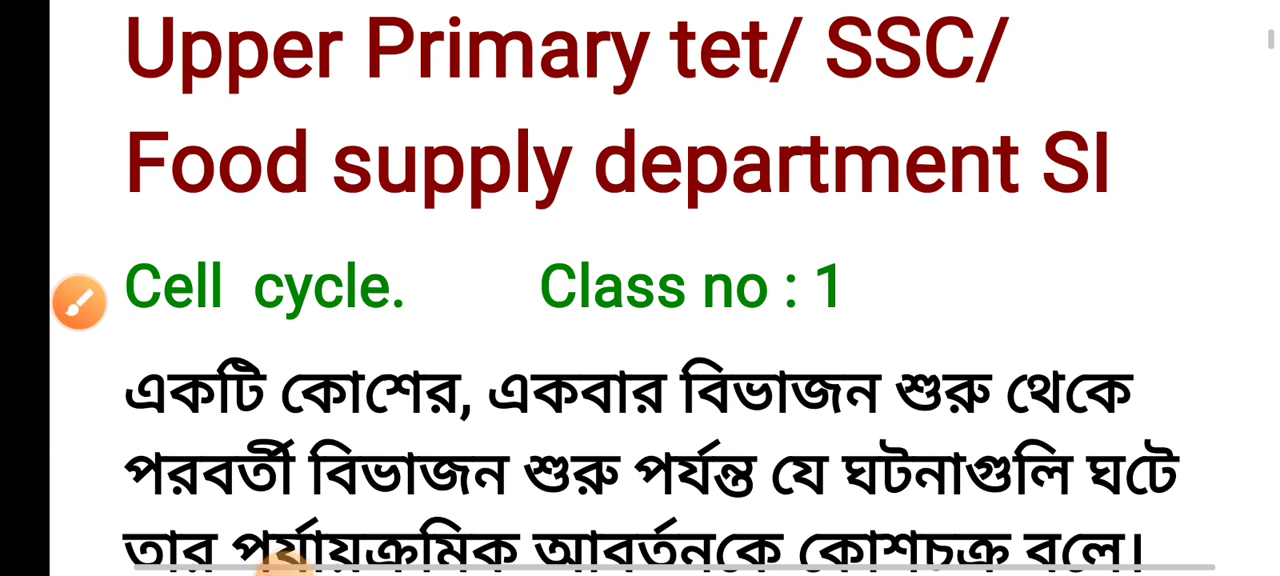 Upper Primary tet/ SSC/
Food supply department SI
Cell cycle. Class no : 1
একটি কোশের, একবার বিভাজন শুরু থেকে
পরবর্তী বিভাজন শুরু পর্যন্ত যে ঘটনাগুলি ঘটে
তার পর্যায়ক্রমিক আবর্তনকে কোশচক্র বলে।